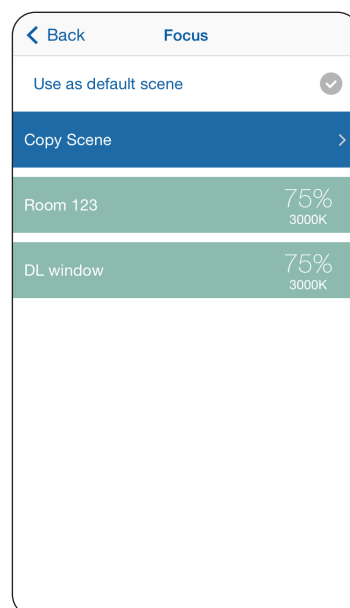 Back Focus
Use as default scene
Copy Scene
Room 123 75%
3000K
DL window 75%
3000K